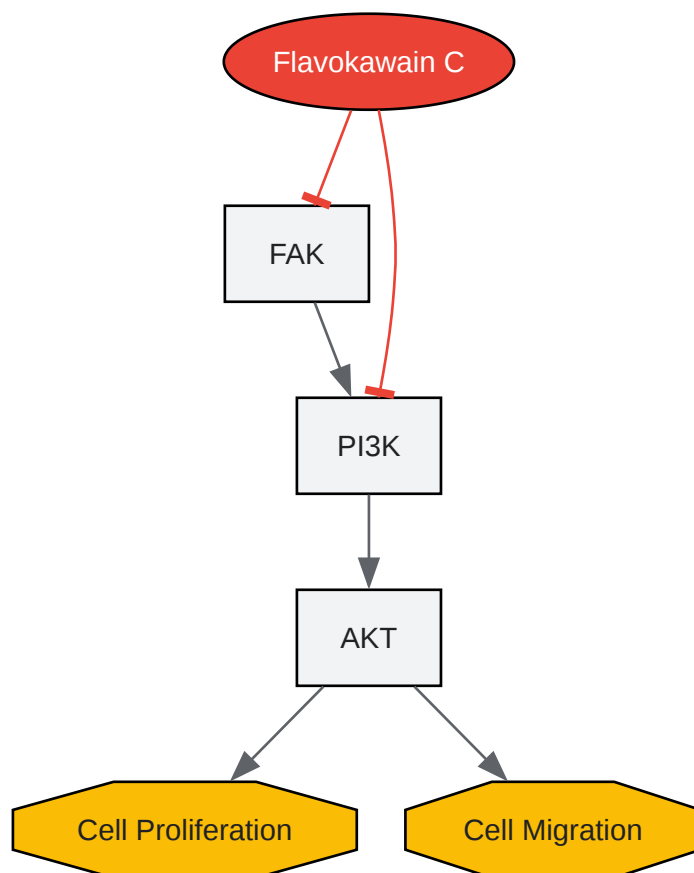 Flavokawain C
FAK
PI3K
AKT
Cell Proliferation
Cell Migration